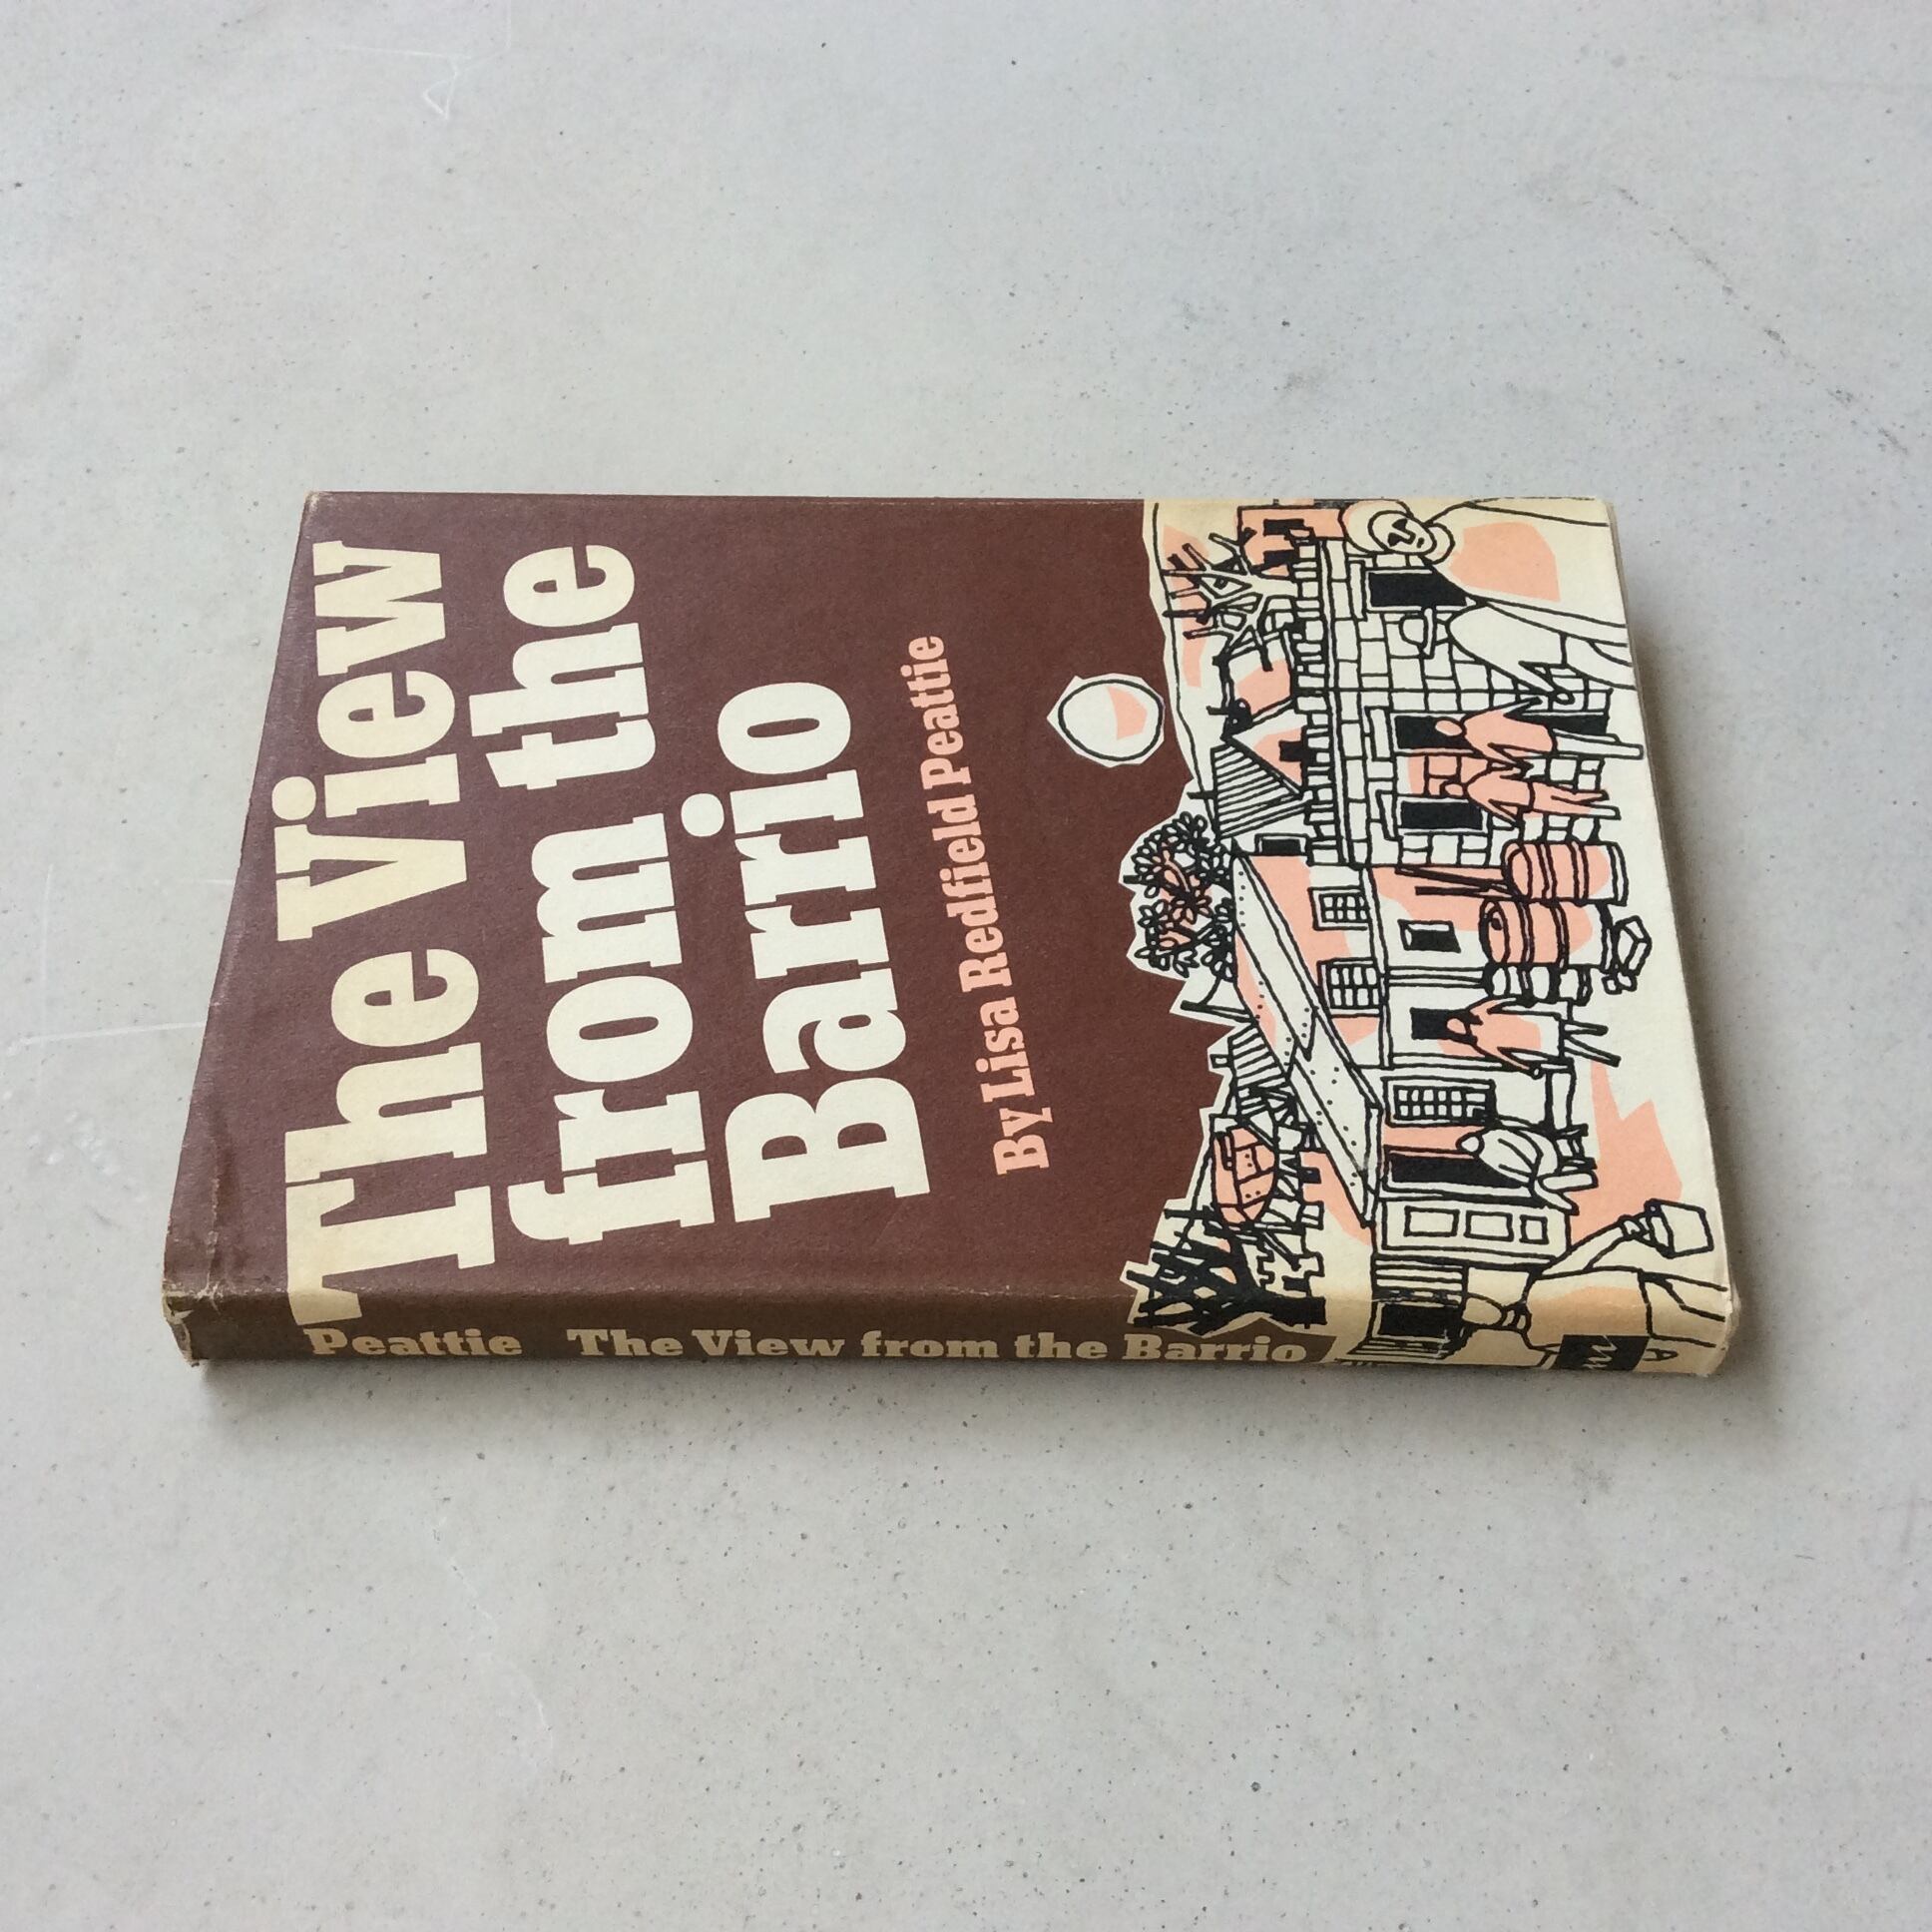 The View
from the
Barrio
By Lisa Redfield Peattie
Peattie The View from the Barrio